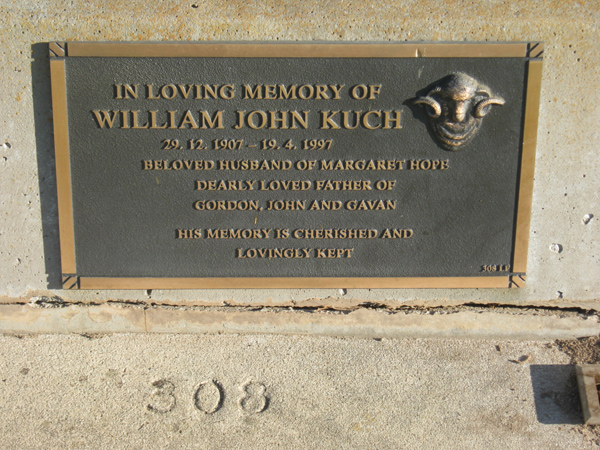 IN LOVING MEMORY OF
WILLIAM JOHN KUCH
29. 12. 1907 - 19. 4. 1997
BELOVED HUSBAND OF MARGARET HOPE
DEARLY LOVED FATHER OF
GORDON, JOHN AND GAVAN
HIS MEMORY IS CHERISHED AND
LOVINGLY KEPT
308
308